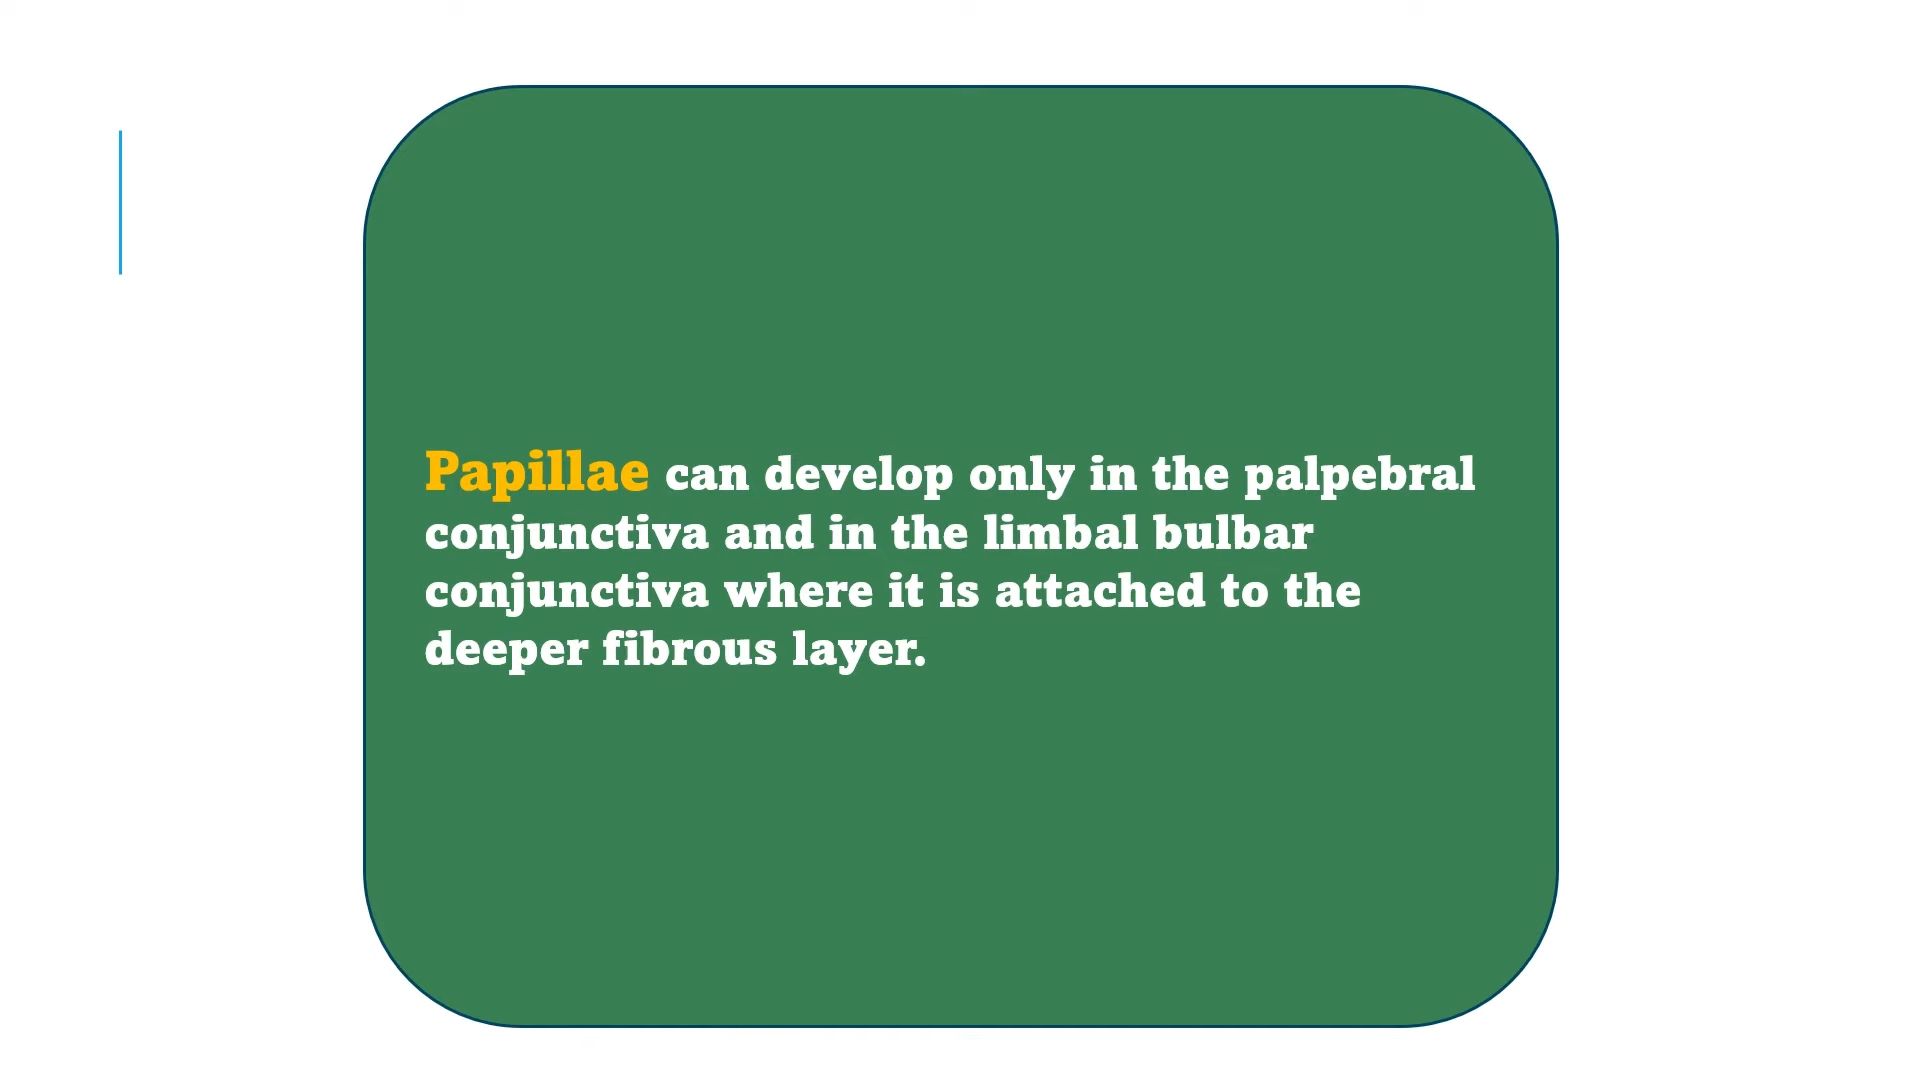 Papillae can develop only in the palpebral
conjunctiva and in the limbal bulbar
conjunctiva where it is attached to the
deeper fibrous layer.